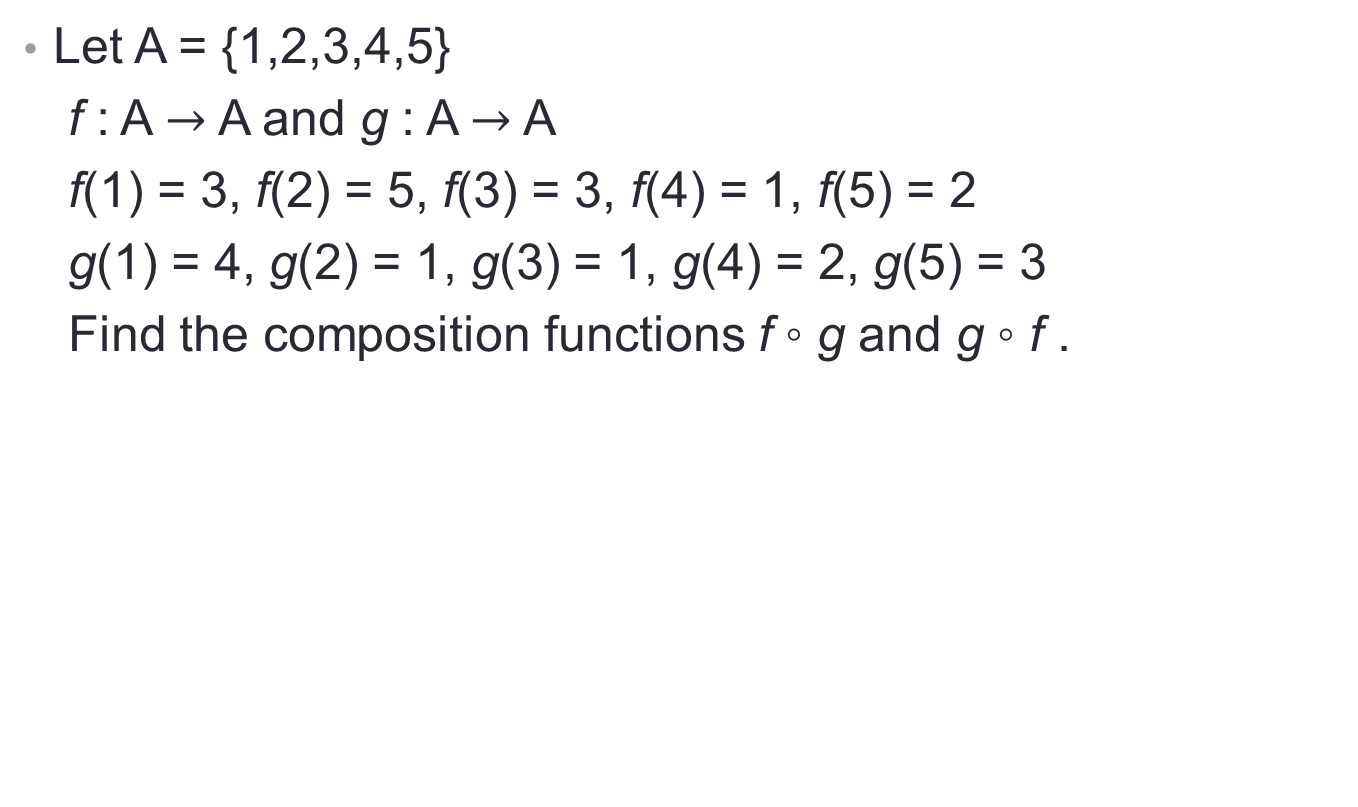 • Let A = {1,2,3,4,5}
f : A → A and g : A → A
f(1) = 3, f(2) = 5, f(3) = 3, f(4) = 1, f(5) = 2
g(1) = 4, g(2) = 1, g(3) = 1, g(4) = 2, g(5) = 3
Find the composition functions f ∘ g and g ∘ f .